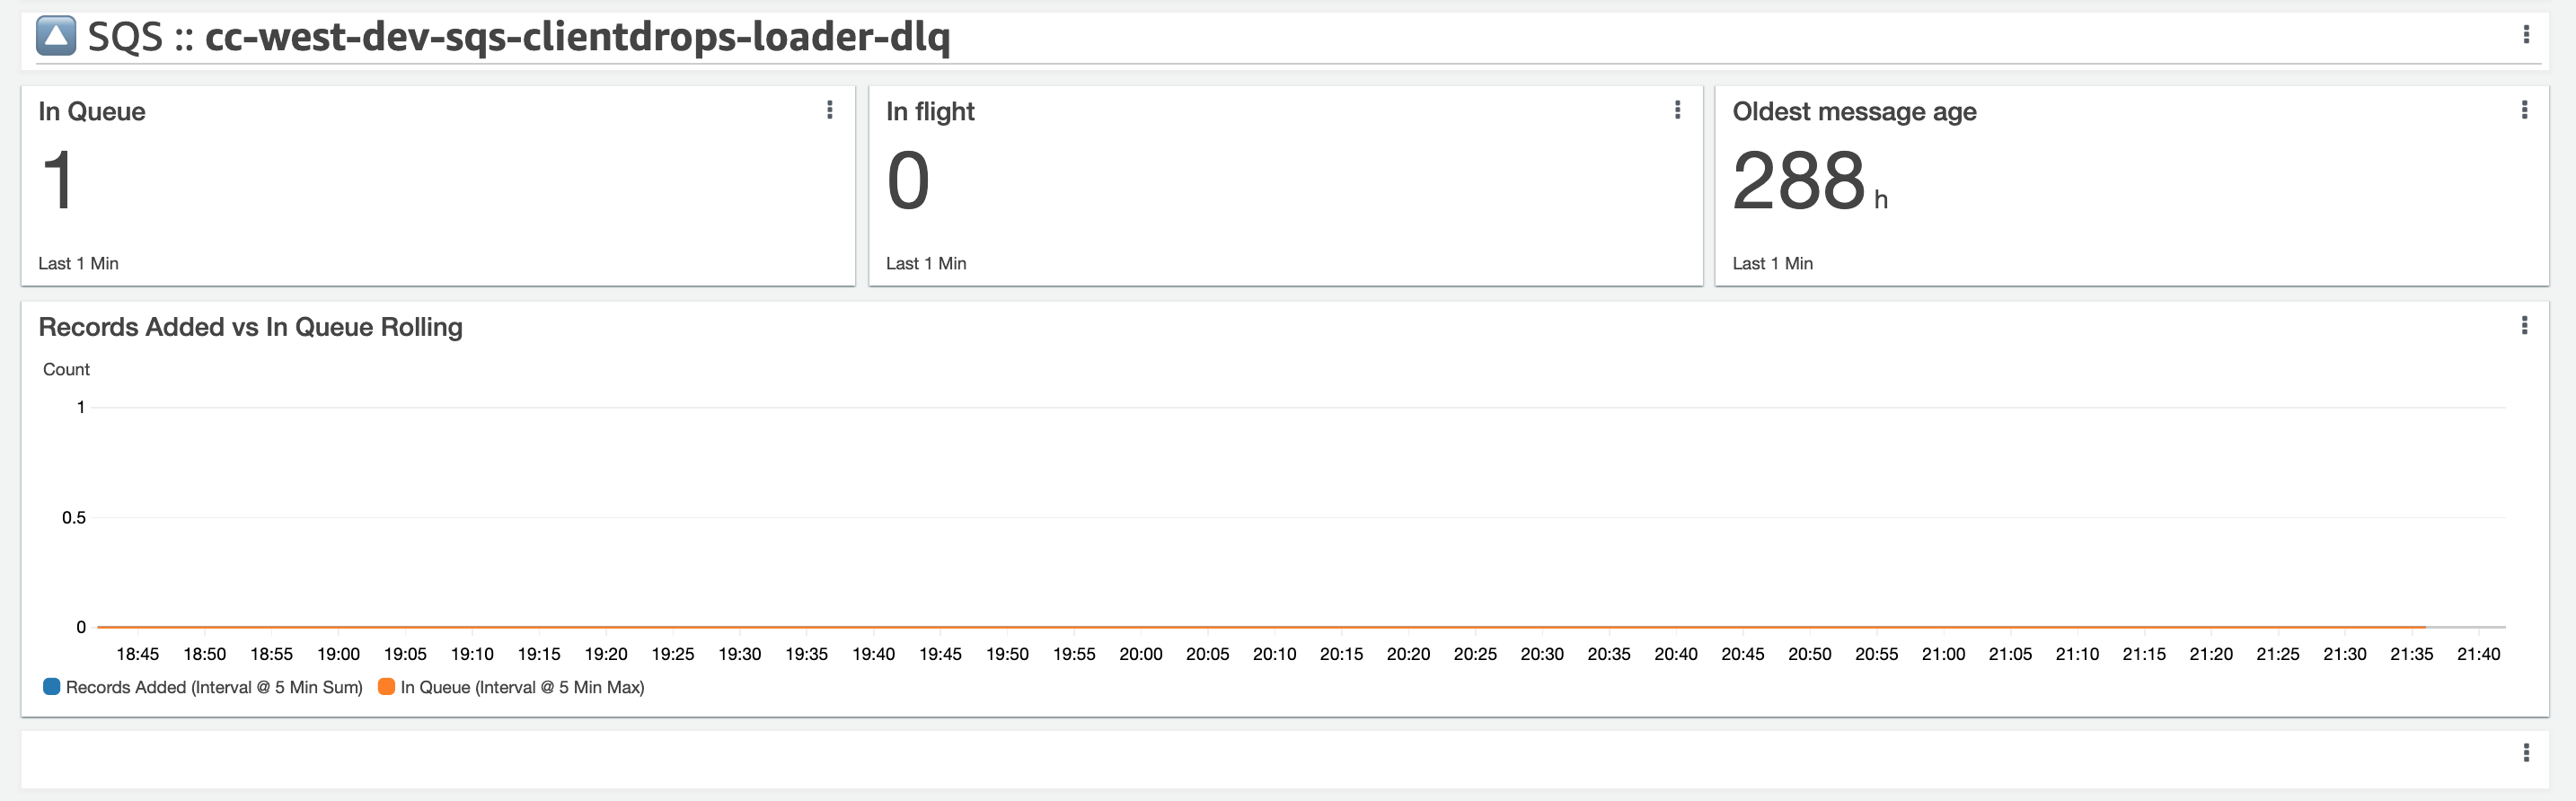 SQS :: cc-west-dev-sqs-clientdrops-loader-dlq
In Queue
1
Last 1 Min
In flight
0
Last 1 Min
Oldest message age
288 h
Last 1 Min
Records Added vs In Queue Rolling
Count
1
0.5
0
18:45 18:50 18:55 19:00 19:05 19:10 19:15 19:20 19:25 19:30 19:35 19:40 19:45 19:50 19:55 20:00 20:05 20:10 20:15 20:20 20:25 20:30 20:35 20:40 20:45 20:50 20:55 21:00 21:05 21:10 21:15 21:20 21:25 21:30 21:35 21:40
Records Added (Interval @ 5 Min Sum) In Queue (Interval @ 5 Min Max)